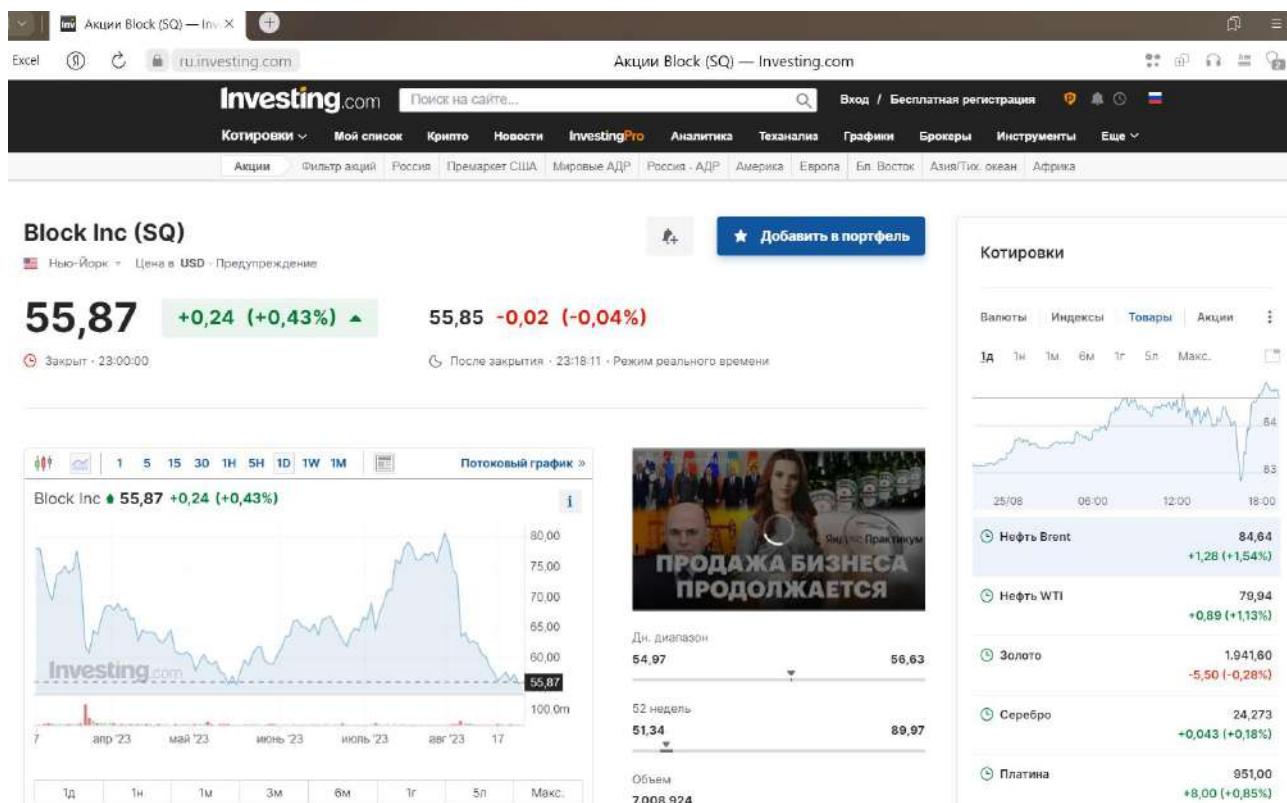 Акции Block (SQ) — Inv
Excel
ru.investing.com
Акции Block (SQ) — Investing.com
Investing.com
Поиск на сайте...
Вход / Бесплатная регистрация
Котировки Мой список Крипто Новости InvestingPro Аналитика Теханализ Графики Брокеры Инструменты Еще
Акции Фильтр акций Россия Премаркет США Мировые АДР Россия - АДР Америка Европа Бл. Восток Азия/Тих. океан Африка
Block Inc (SQ)
Добавить в портфель
Нью-Йорк Цена в USD · Предупреждение
55,87 +0,24 (+0,43%)
55,85 -0,02 (-0,04%)
Закрыт · 23:00:00
После закрытия · 23:18:11 · Режим реального времени
1 5 15 30 1H 5H 1D 1W 1M
Потоковый график »
Block Inc 55,87 +0,24 (+0,43%)
80,00
75,00
70,00
65,00
60,00
55,87
100,0m
Investing.com
7 апр '23 май '23 июнь '23 июль '23 авг '23 17
1д 1н 1м 3м 6м 1г 5л Макс.
Яндекс Практикум
ПРОДАЖА БИЗНЕСА
ПРОДОЛЖАЕТСЯ
Дн. диапазон
54,97 56,63
52 недель
51,34 89,97
Объем
7.008.924
Котировки
Валюты Индексы Товары Акции
1д 1н 1м 6м 1г 5л Макс.
84
83
25/08 06:00 12:00 18:00
Нефть Brent 84,64
+1,28 (+1,54%)
Нефть WTI 79,94
+0,89 (+1,13%)
Золото 1.941,60
-5,50 (-0,28%)
Серебро 24,273
+0,043 (+0,18%)
Платина 951,00
+8,00 (+0,85%)